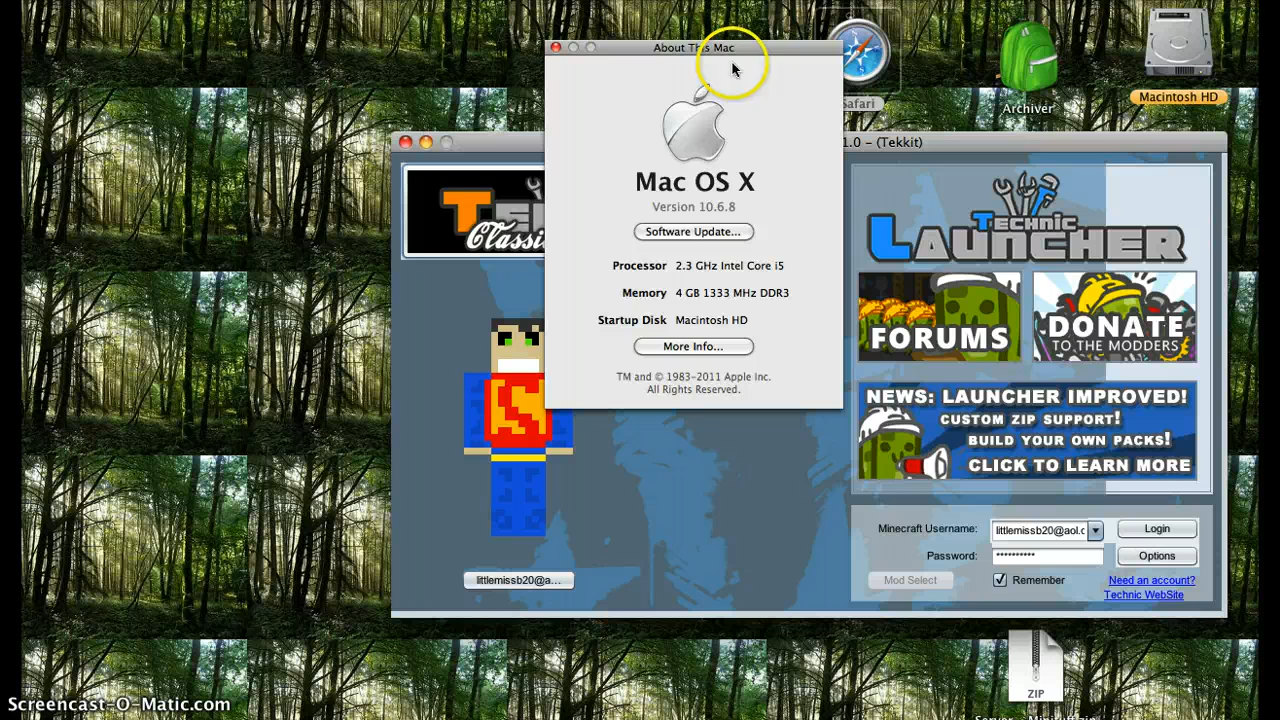 About This Mac
Safari
Archiver
Macintosh HD
1.0 - (Tekkit)
Classic
Mac OS X
Version 10.6.8
Software Update...
Processor 2.3 GHz Intel Core i5
Memory 4 GB 1333 MHz DDR3
Startup Disk Macintosh HD
More Info...
TM and © 1983-2011 Apple Inc.
All Rights Reserved.
TECHNIC
LAUNCHER
FORUMS
DONATE
TO THE MODDERS
NEWS: LAUNCHER IMPROVED!
CUSTOM ZIP SUPPORT!
BUILD YOUR OWN PACKS!
CLICK TO LEARN MORE
Minecraft Username: littlemissb20@aol.c Login
Password: ********** Options
Mod Select Remember Need an account?
Technic WebSite
littlemissb20@a...
ZIP
Screencast-O-Matic.com